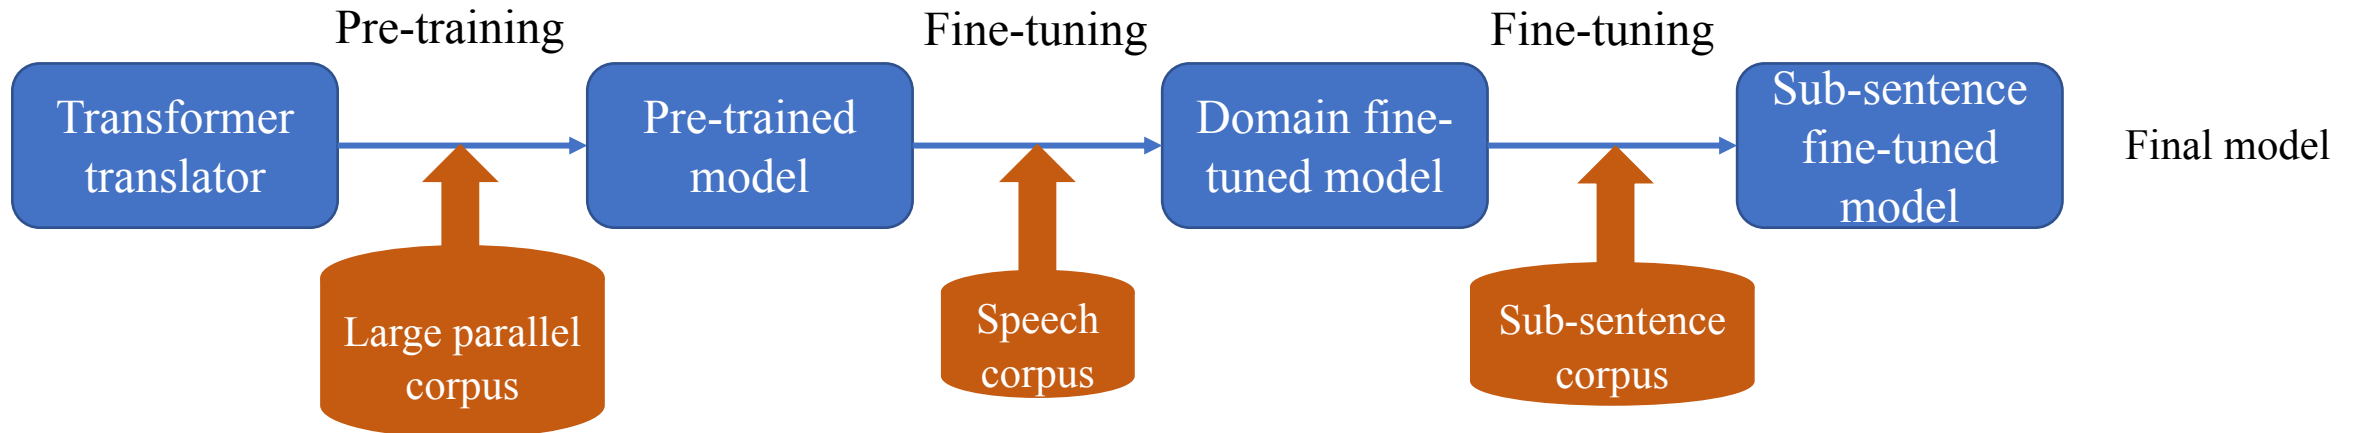 Pre-training
Fine-tuning
Fine-tuning
Transformer
translator
Pre-trained
model
Domain fine-
tuned model
Sub-sentence
fine-tuned
model
Final model
Large parallel
corpus
Speech
corpus
Sub-sentence
corpus